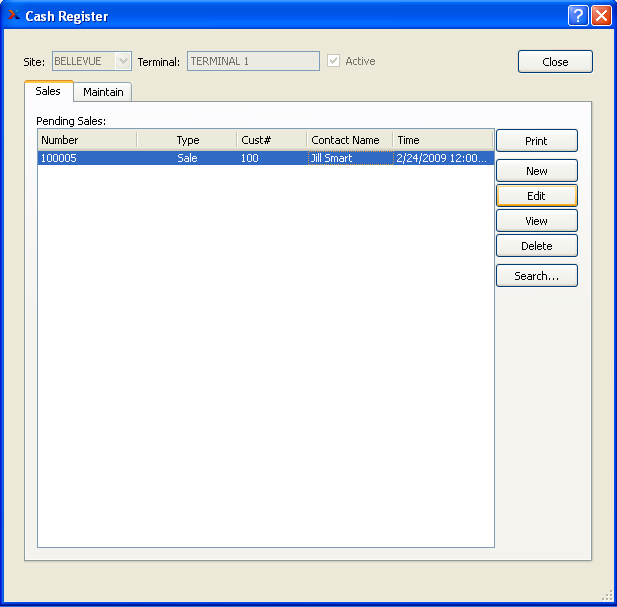 Cash Register
Site: BELLEVUE Terminal: TERMINAL 1 Active Close
Sales Maintain
Pending Sales:
Number Type Cust# Contact Name Time Print
100005 Sale 100 Jill Smart 2/24/2009 12:00...
New
Edit
View
Delete
Search...